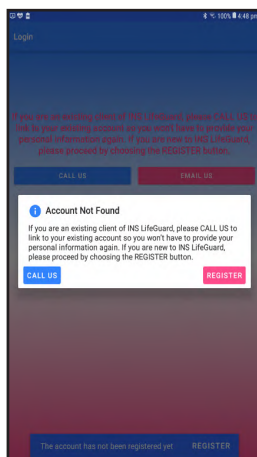 100% 4:48 pm
Login
If you are an existing client of INS LifeGuard, please CALL US to
link to your existing account so you won't have to provide your
personal information again. If you are new to INS LifeGuard,
please proceed by choosing the REGISTER button.
CALL US EMAIL US
Account Not Found
If you are an existing client of INS LifeGuard, please CALL US to
link to your existing account so you won't have to provide your
personal information again. If you are new to INS LifeGuard,
please proceed by choosing the REGISTER button.
CALL US REGISTER
The account has not been registered yet REGISTER